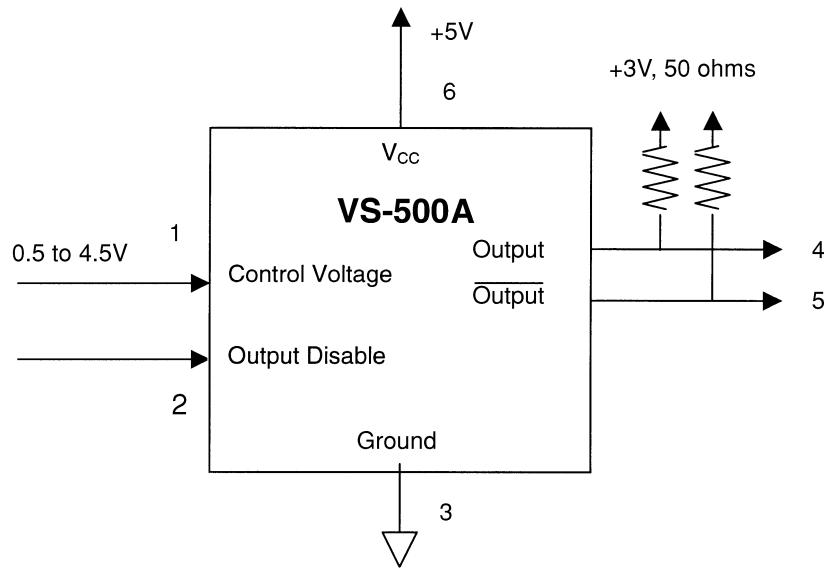 +5V
+3V, 50 ohms
6
VCC
VS-500A
1
0.5 to 4.5V
Control Voltage
Output
4
Output
5
Output Disable
2
Ground
3